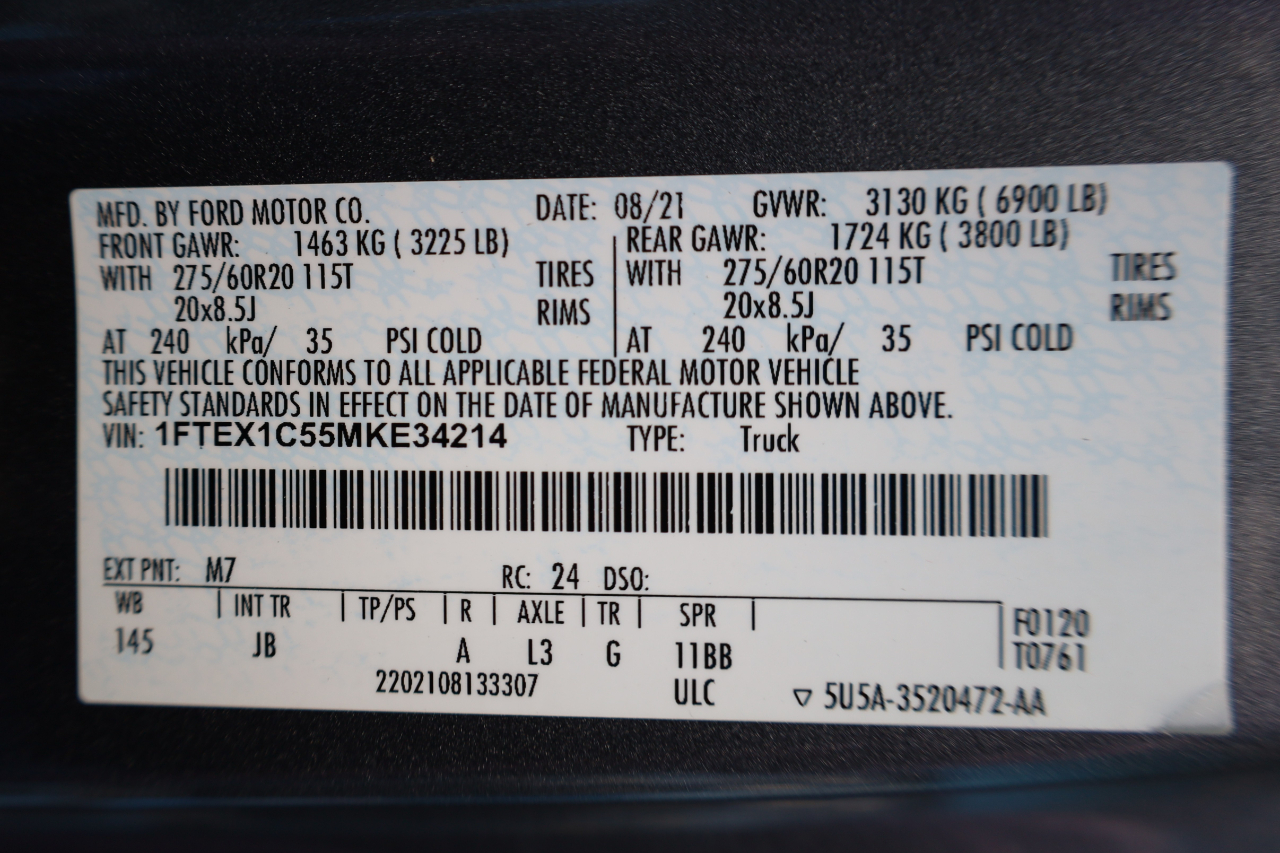 MFD. BY FORD MOTOR CO. DATE: 08/21 GVWR: 3130 KG ( 6900 LB)
FRONT GAWR: 1463 KG ( 3225 LB) REAR GAWR: 1724 KG ( 3800 LB)
WITH 275/60R20 115T TIRES WITH 275/60R20 115T TIRES
20x8.5J RIMS 20x8.5J RIMS
AT 240 kPa/ 35 PSI COLD AT 240 kPa/ 35 PSI COLD
THIS VEHICLE CONFORMS TO ALL APPLICABLE FEDERAL MOTOR VEHICLE
SAFETY STANDARDS IN EFFECT ON THE DATE OF MANUFACTURE SHOWN ABOVE.
VIN: 1FTEX1C55MKE34214 TYPE: Truck
EXT PNT: M7 RC: 24 DSO:
WB | INT TR | TP/PS | R | AXLE | TR | SPR | F0120
145 JB A L3 G 11BB T0761
2202108133307 ULC ▽ 5U5A-3520472-AA